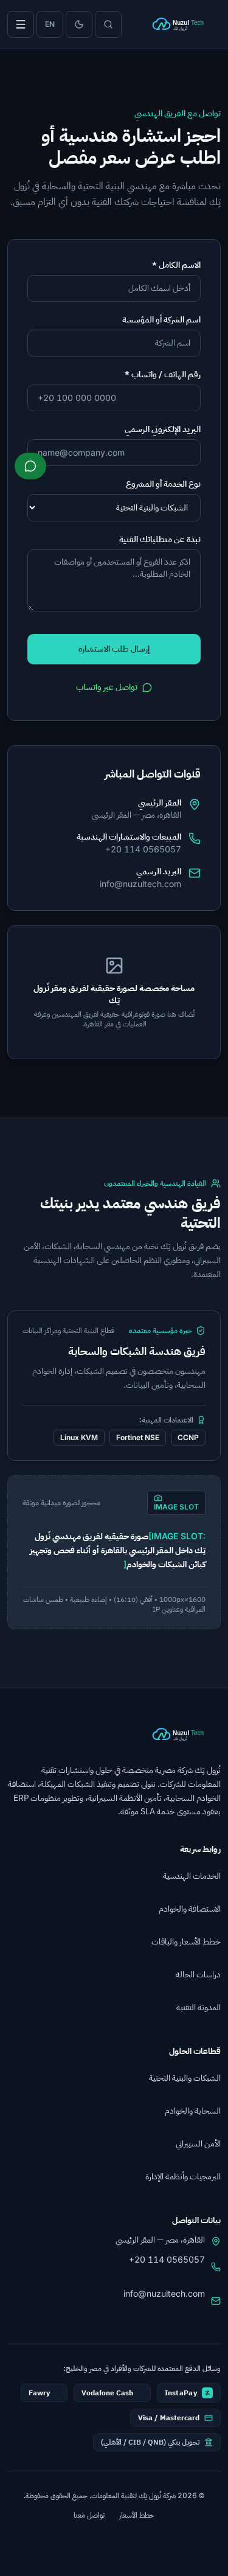 Nuzul Tech
نُزول تِك
EN
تواصل مع الفريق الهندسي
احجز استشارة هندسية أو
اطلب عرض سعر مفصل
تحدث مباشرة مع مهندسي البنية التحتية والسحابة في نُزول
تِك لمناقشة احتياجات شركتك الفنية بدون أي التزام مسبق.
الاسم الكامل *
أدخل اسمك الكامل
اسم الشركة أو المؤسسة
اسم الشركة
رقم الهاتف / واتساب *
+20 100 000 0000
البريد الإلكتروني الرسمي
name@company.com
نوع الخدمة أو المشروع
الشبكات والبنية التحتية
نبذة عن متطلباتك الفنية
اذكر عدد الفروع أو المستخدمين أو مواصفات
الخادم المطلوبة...
إرسال طلب الاستشارة
تواصل عبر واتساب
قنوات التواصل المباشر
المقر الرئيسي
القاهرة، مصر — المقر الرئيسي
المبيعات والاستشارات الهندسية
+20 114 0565057
البريد الرسمي
info@nuzultech.com
مساحة مخصصة لصورة حقيقية لفريق ومقر نُزول
تِك
تُضاف هنا صورة فوتوغرافية حقيقية لفريق المهندسين وغرفة
العمليات في مقر القاهرة.
القيادة الهندسية والخبراء المعتمدون
فريق هندسي معتمد يدير بنيتك
التحتية
يضم فريق نُزول تِك نخبة من مهندسي السحابة، الشبكات، الأمن
السيبراني، ومطوري النظم الحاصلين على الشهادات الهندسية
المعتمدة.
خبرة مؤسسية معتمدة
قطاع البنية التحتية ومراكز البيانات
فريق هندسة الشبكات والسحابة
مهندسون متخصصون في تصميم الشبكات، إدارة الخوادم
السحابية، وتأمين البيانات.
الاعتمادات المهنية:
CCNP
Fortinet NSE
Linux KVM
IMAGE SLOT
محجوز لصورة ميدانية موثقة
[IMAGE SLOT: صورة حقيقية لفريق مهندسي نُزول
تِك داخل المقر الرئيسي بالقاهرة أو أثناء فحص وتجهيز
كبائن الشبكات والخوادم]
1600×1000px • أفقي (16:10) • إضاءة طبيعية • طمس شاشات
المراقبة وعناوين IP
Nuzul Tech
نُزول تِك
نُزول تِك شركة مصرية متخصصة في حلول واستشارات تقنية
المعلومات للشركات. نتولى تصميم وتنفيذ الشبكات المهيكلة، استضافة
الخوادم السحابية، تأمين الأنظمة السيبرانية، وتطوير منظومات ERP
بعقود مستوى خدمة SLA موثقة.
روابط سريعة
الخدمات الهندسية
الاستضافة والخوادم
خطط الأسعار والباقات
دراسات الحالة
المدونة التقنية
قطاعات الحلول
الشبكات والبنية التحتية
السحابة والخوادم
الأمن السيبراني
البرمجيات وأنظمة الإدارة
بيانات التواصل
القاهرة، مصر — المقر الرئيسي
+20 114 0565057
info@nuzultech.com
وسائل الدفع المعتمدة للشركات والأفراد في مصر والخليج:
InstaPay
Vodafone Cash
Fawry
Visa / Mastercard
تحويل بنكي (CIB / QNB / الأهلي)
© 2026 شركة نُزول تِك لتقنية المعلومات. جميع الحقوق محفوظة.
خطط الأسعار
تواصل معنا